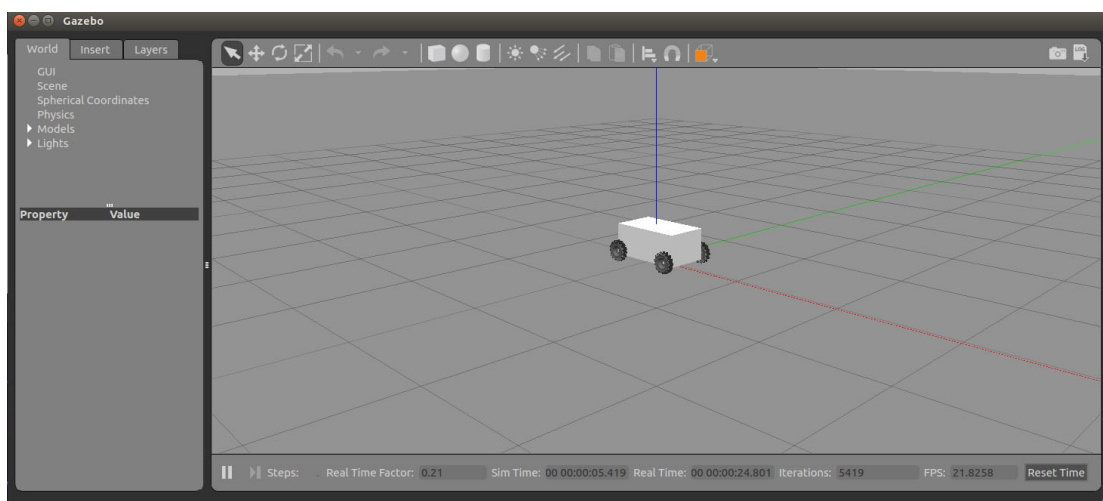 Gazebo
World Insert Layers
GUI
Scene
Spherical Coordinates
Physics
Models
Lights
Property Value
LOG
Steps: Real Time Factor: 0.21 Sim Time: 00 00:00:05.419 Real Time: 00 00:00:24.801 Iterations: 5419 FPS: 21.8258 Reset Time